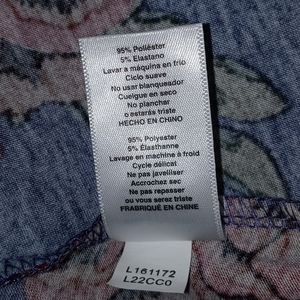 95% Poliéster
5% Elastano
Lavar a máquina en frío
Ciclo suave
No usar blanqueador
Cuelgue en seco
No planchar
o estarás triste
HECHO EN CHINO
95% Polyester
5% Élasthanne
Lavage en machine à froid
Cycle délicat
Ne pas javelliser
Accrochez sec
Ne pas repasser
ou vous serez triste
FRABRIQUÉ EN CHINE
L161172
L22CC0